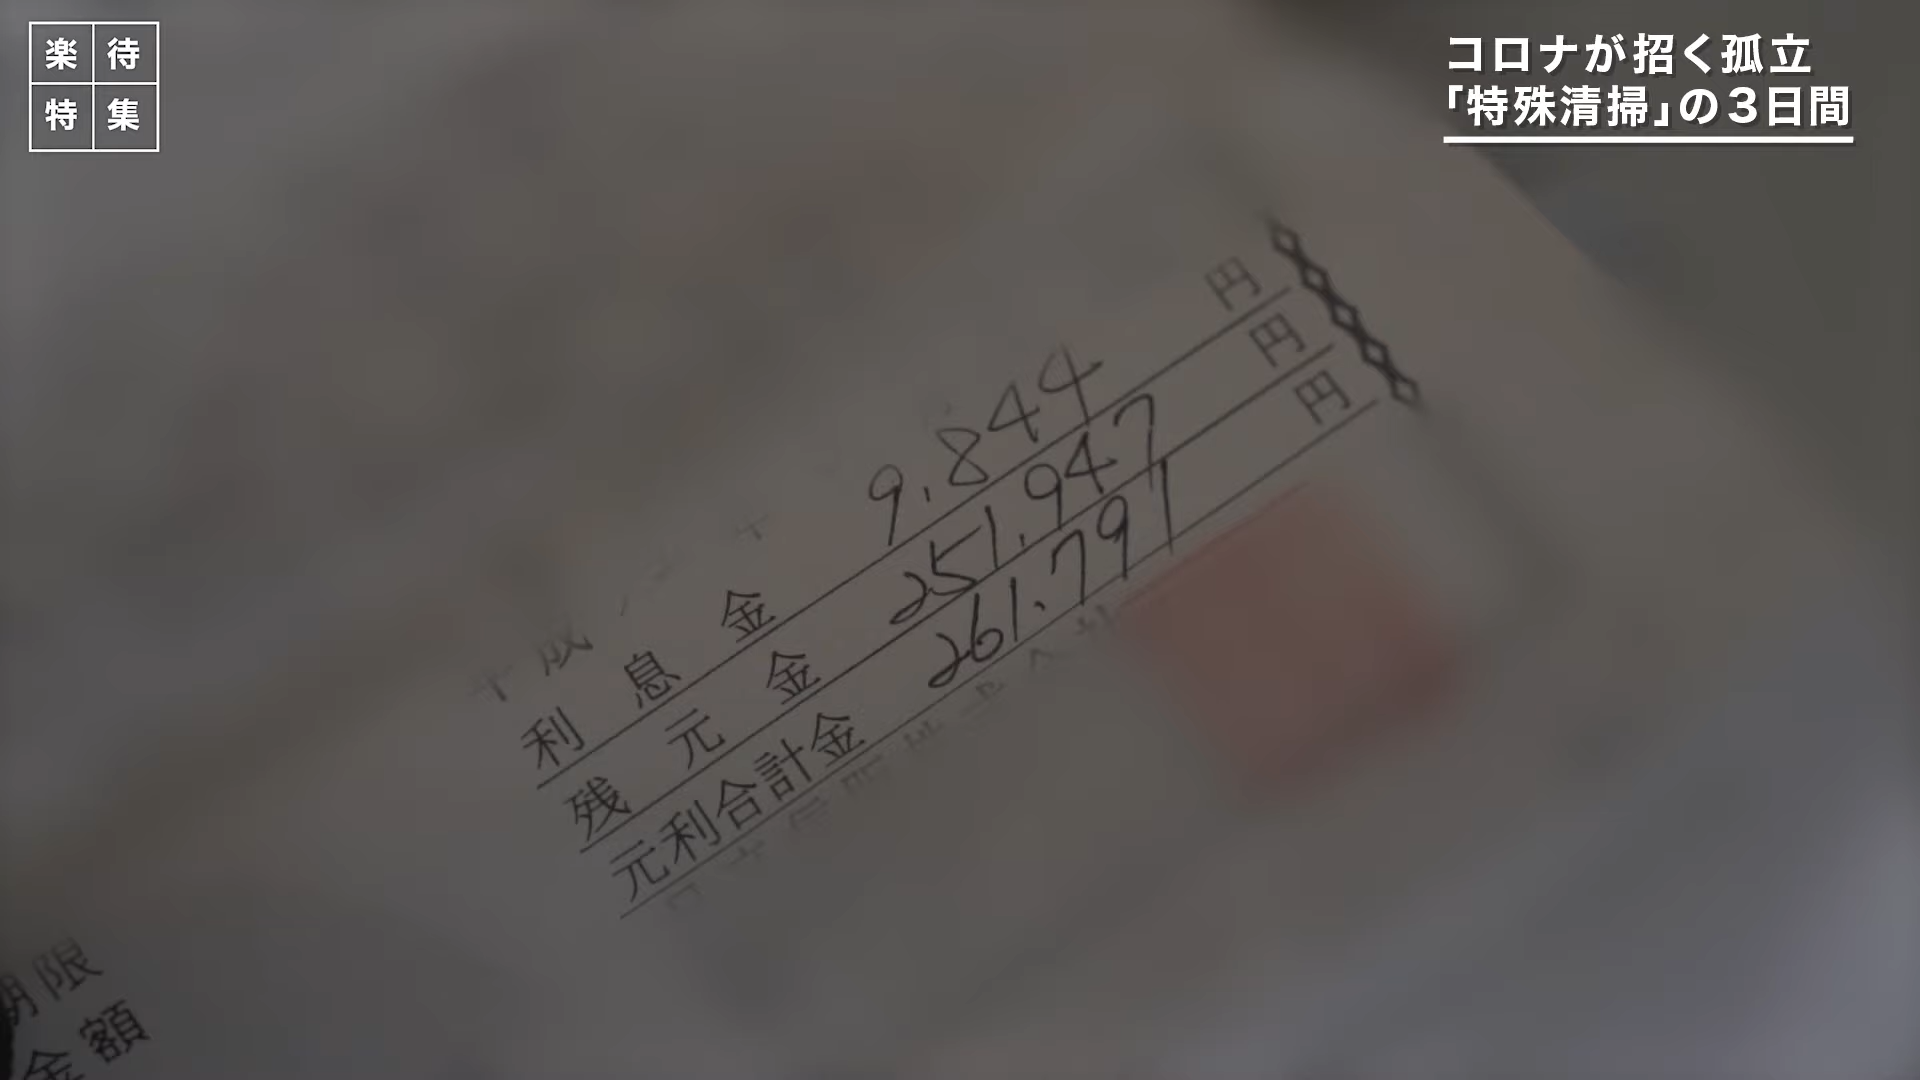 楽待
特集
コロナが招く孤立
「特殊清掃」の3日間
利息金 9,844 円
残元金 251,947 円
元利合計金 261,791 円
期限
金額